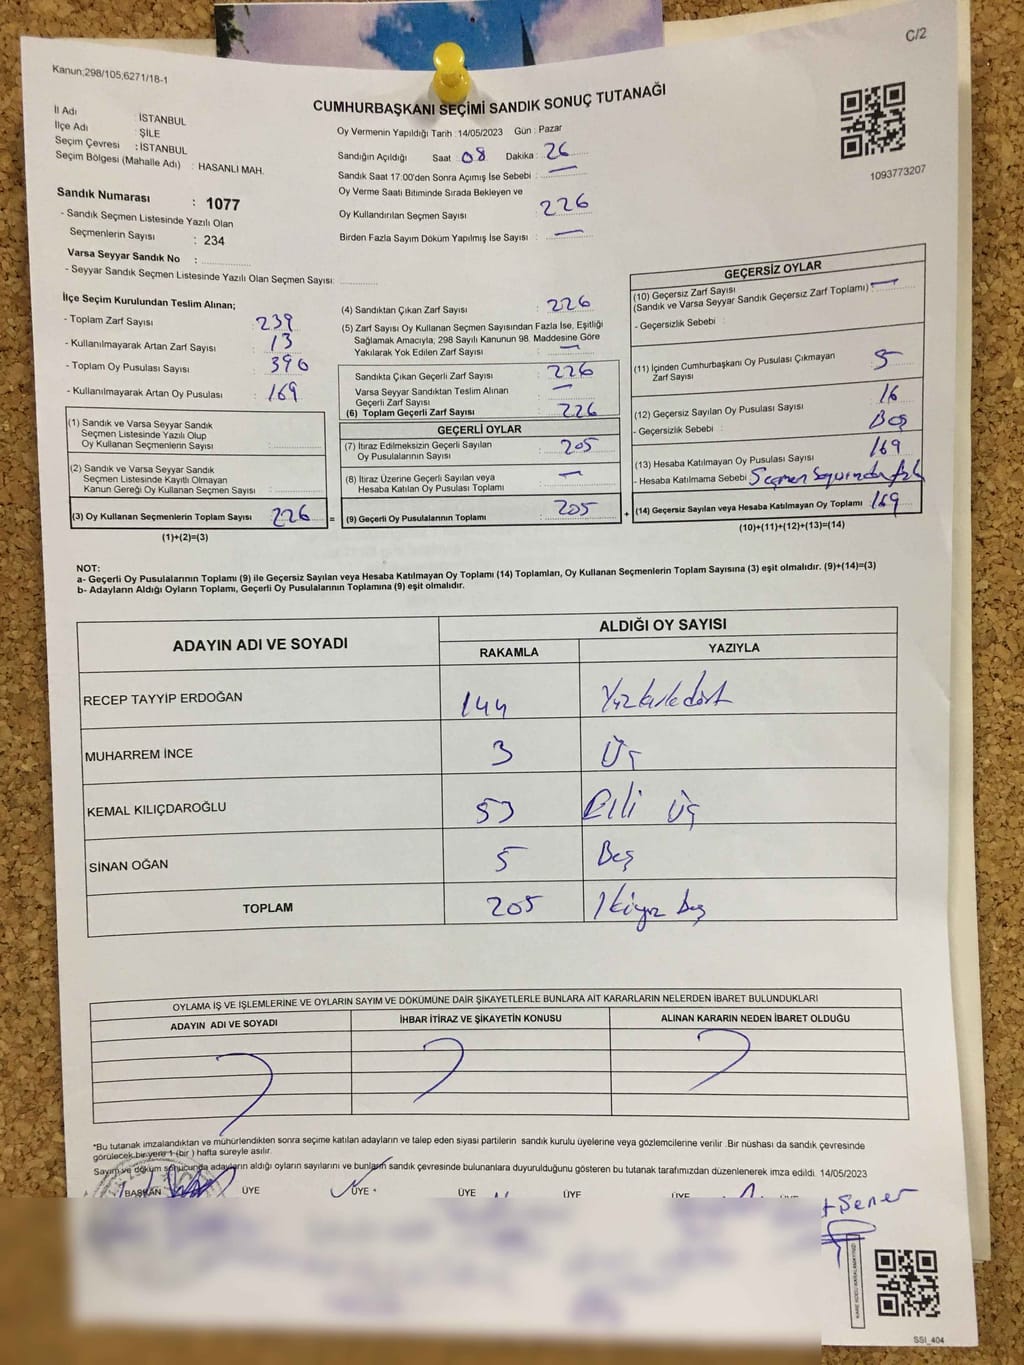 C/2
Kanun;298/105;6271/18-1
CUMHURBAŞKANI SEÇİMİ SANDIK SONUÇ TUTANAĞI
İl Adı : İSTANBUL
İlçe Adı : ŞİLE
Seçim Çevresi : İSTANBUL
Seçim Bölgesi (Mahalle Adı) : HASANLI MAH.
Oy Vermenin Yapıldığı Tarih :14/05/2023 Gün : Pazar
Sandığın Açıldığı Saat 08 Dakika : 26
Sandık Saat 17:00'den Sonra Açımış İse Sebebi : —
Oy Verme Saati Bitiminde Sırada Bekleyen ve
Oy Kullandırılan Seçmen Sayısı : 226
Birden Fazla Sayım Döküm Yapılmış İse Sayısı : —
1093773207
Sandık Numarası : 1077
- Sandık Seçmen Listesinde Yazılı Olan
Seçmenlerin Sayısı : 234
Varsa Seyyar Sandık No :
- Seyyar Sandık Seçmen Listesinde Yazılı Olan Seçmen Sayısı:
İlçe Seçim Kurulundan Teslim Alınan;
- Toplam Zarf Sayısı : 239
- Kullanılmayarak Artan Zarf Sayısı : 13
- Toplam Oy Pusulası Sayısı : 390
- Kullanılmayarak Artan Oy Pusulası : 169
(1) Sandık ve Varsa Seyyar Sandık
Seçmen Listesinde Yazılı Olup
Oy Kullanan Seçmenlerin Sayısı :
(2) Sandık ve Varsa Seyyar Sandık
Seçmen Listesinde Kayıtlı Olmayan
Kanun Gereği Oy Kullanan Seçmen Sayısı :
(3) Oy Kullanan Seçmenlerin Toplam Sayısı : 226 =
(1)+(2)=(3)
(4) Sandıktan Çıkan Zarf Sayısı : 226
(5) Zarf Sayısı Oy Kullanan Seçmen Sayısından Fazla İse, Eşitliği
Sağlamak Amacıyla, 298 Sayılı Kanunun 98. Maddesine Göre
Yakılarak Yok Edilen Zarf Sayısı : —
Sandıkta Çıkan Geçerli Zarf Sayısı : 226
Varsa Seyyar Sandıktan Teslim Alınan
Geçerli Zarf Sayısı : —
(6) Toplam Geçerli Zarf Sayısı : 226
GEÇERLİ OYLAR
(7) İtiraz Edilmeksizin Geçerli Sayılan
Oy Pusulalarının Sayısı : 205
(8) İtiraz Üzerine Geçerli Sayılan veya
Hesaba Katılan Oy Pusulası Toplamı : —
(9) Geçerli Oy Pusulalarının Toplamı : 205 +
GEÇERSİZ OYLAR
(10) Geçersiz Zarf Sayısı
(Sandık ve Varsa Seyyar Sandık Geçersiz Zarf Toplamı) : —
- Geçersizlik Sebebi :
(11) İçinden Cumhurbaşkanı Oy Pusulası Çıkmayan
Zarf Sayısı : 5
(12) Geçersiz Sayılan Oy Pusulası Sayısı : 16
- Geçersizlik Sebebi : Boş
(13) Hesaba Katılmayan Oy Pusulası Sayısı : 169
- Hesaba Katılmama Sebebi : Seçmen Sayısından fazla
(14) Geçersiz Sayılan veya Hesaba Katılmayan Oy Toplamı : 169
(10)+(11)+(12)+(13)=(14)
NOT:
a- Geçerli Oy Pusulalarının Toplamı (9) ile Geçersiz Sayılan veya Hesaba Katılmayan Oy Toplamı (14) Toplamları, Oy Kullanan Seçmenlerin Toplam Sayısına (3) eşit olmalıdır. (9)+(14)=(3)
b- Adayların Aldığı Oyların Toplamı, Geçerli Oy Pusulalarının Toplamına (9) eşit olmalıdır.
ADAYIN ADI VE SOYADI ALDIĞI OY SAYISI
RAKAMLA YAZIYLA
RECEP TAYYİP ERDOĞAN 144 Yüzkırkdört
MUHARREM İNCE 3 Üç
KEMAL KILIÇDAROĞLU 53 Elli üç
SİNAN OĞAN 5 Beş
TOPLAM 205 İkiyüz beş
OYLAMA İŞ VE İŞLEMLERİNE VE OYLARIN SAYIM VE DÖKÜMÜNE DAİR ŞİKAYETLERLE BUNLARA AİT KARARLARIN NELERDEN İBARET BULUNDUKLARI
ADAYIN ADI VE SOYADI İHBAR İTİRAZ VE ŞİKAYETİN KONUSU ALINAN KARARIN NEDEN İBARET OLDUĞU
*Bu tutanak imzalandıktan ve mühürlendikten sonra seçime katılan adayların ve talep eden siyasi partilerin sandık kurulu üyelerine veya gözlemcilerine verilir .Bir nüshası da sandık çevresinde
görülecek bir yere 1 (bir ) hafta süreyle asılır.
Sayım ve döküm sonucunda adayların aldığı oyların sayılarını ve bunların sandık çevresinde bulunanlara duyurulduğunu gösteren bu tutanak tarafımızdan düzenlenerek imza edildi. 14/05/2023
BAŞKAN ÜYE ÜYE ÜYE ÜYE ÜYE ÜYE
Şener
SSI_404